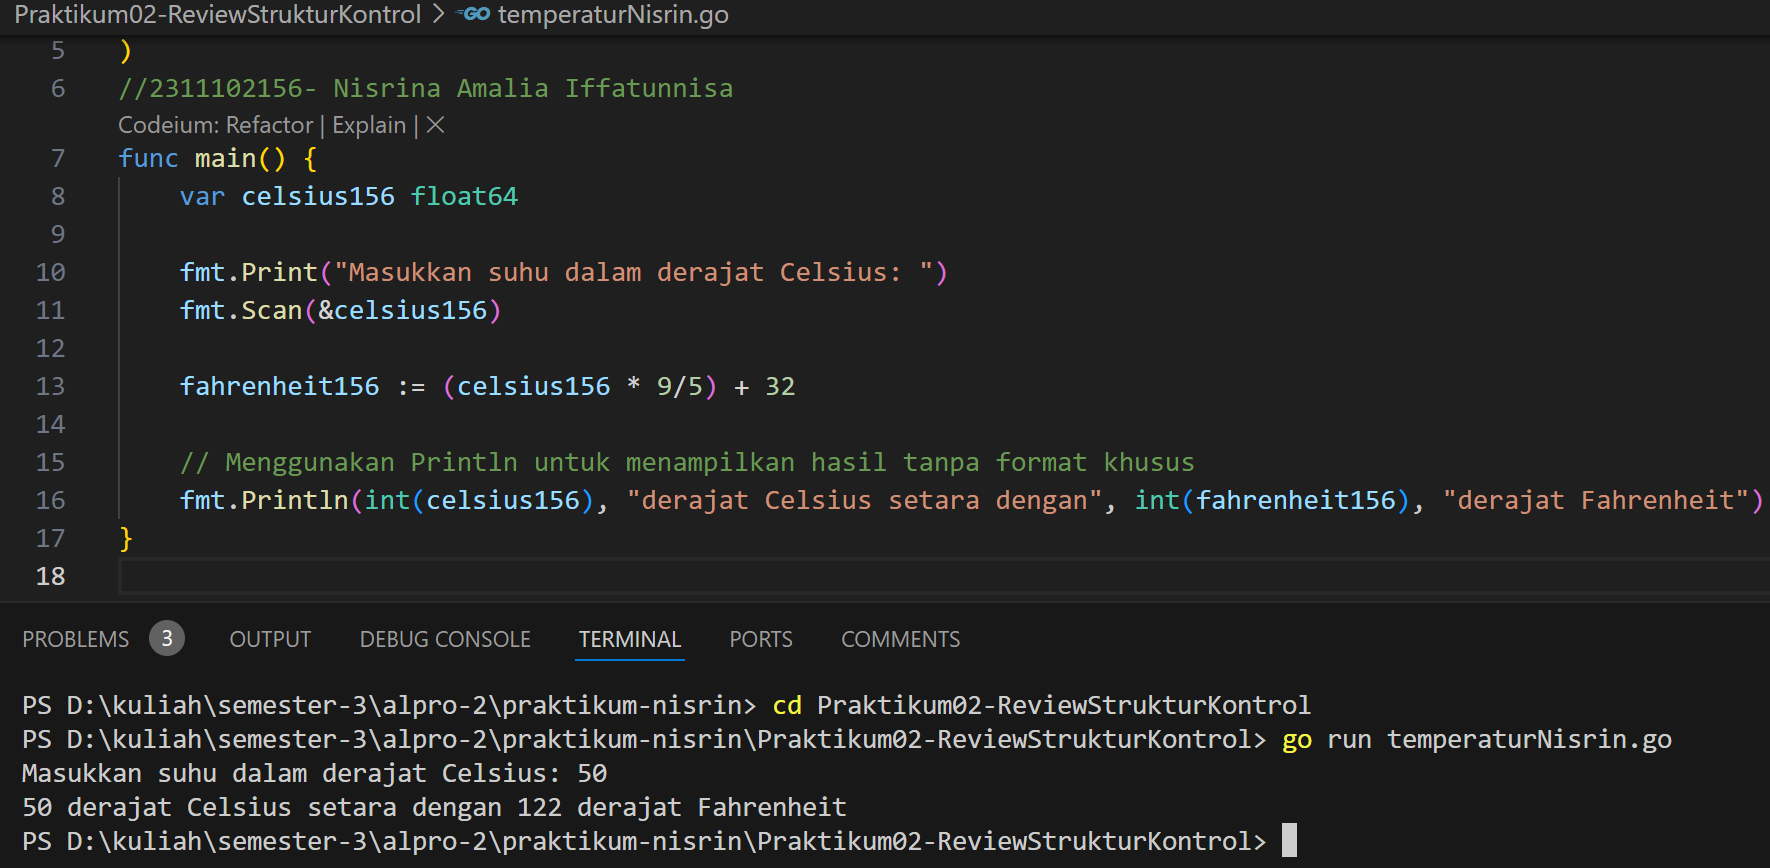 Praktikum02-ReviewStrukturKontrol > GO temperaturNisrin.go
5 )
6 //2311102156- Nisrina Amalia Iffatunnisa
Codeium: Refactor | Explain | ×
7 func main() {
8 var celsius156 float64
9
10 fmt.Print("Masukkan suhu dalam derajat Celsius: ")
11 fmt.Scan(&celsius156)
12
13 fahrenheit156 := (celsius156 * 9/5) + 32
14
15 // Menggunakan Println untuk menampilkan hasil tanpa format khusus
16 fmt.Println(int(celsius156), "derajat Celsius setara dengan", int(fahrenheit156), "derajat Fahrenheit")
17 }
18
PROBLEMS 3 OUTPUT DEBUG CONSOLE TERMINAL PORTS COMMENTS
PS D:\kuliah\semester-3\alpro-2\praktikum-nisrin> cd Praktikum02-ReviewStrukturKontrol
PS D:\kuliah\semester-3\alpro-2\praktikum-nisrin\Praktikum02-ReviewStrukturKontrol> go run temperaturNisrin.go
Masukkan suhu dalam derajat Celsius: 50
50 derajat Celsius setara dengan 122 derajat Fahrenheit
PS D:\kuliah\semester-3\alpro-2\praktikum-nisrin\Praktikum02-ReviewStrukturKontrol>